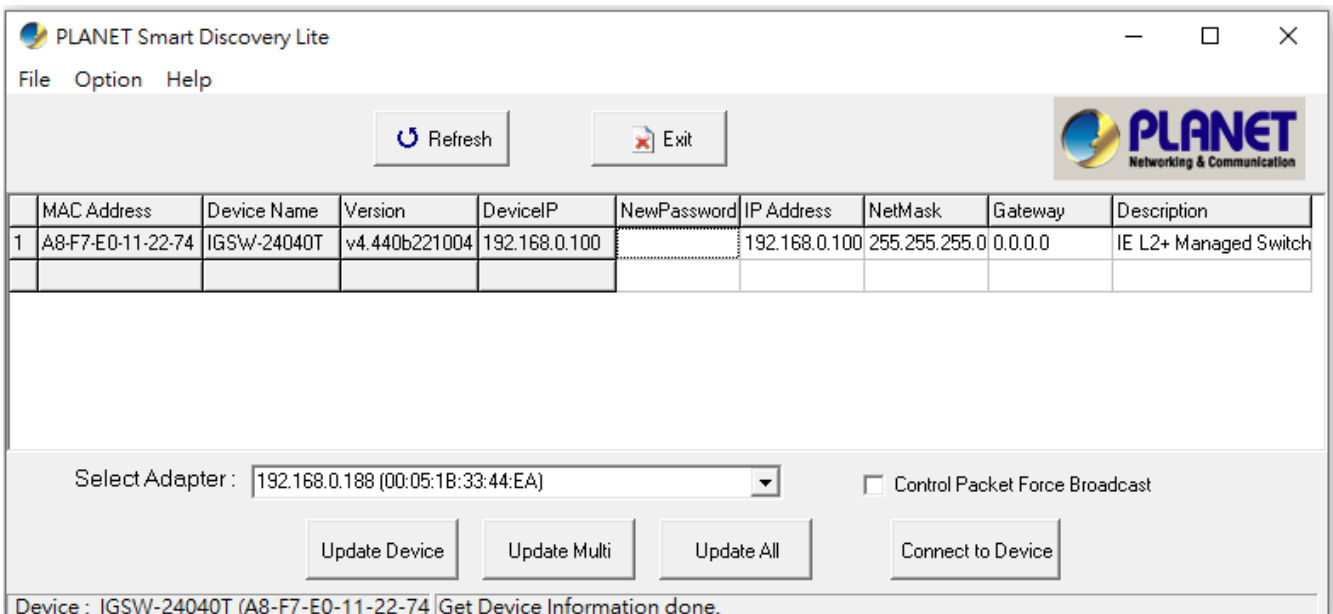 PLANET Smart Discovery Lite
File Option Help
Refresh Exit
PLANET
Networking & Communication
MAC Address Device Name Version DeviceIP NewPassword IP Address NetMask Gateway Description
1 A8-F7-E0-11-22-74 IGSW-24040T v4.440b221004 192.168.0.100 192.168.0.100 255.255.255.0 0.0.0.0 IE L2+ Managed Switch
Select Adapter : 192.168.0.188 (00:05:1B:33:44:EA) Control Packet Force Broadcast
Update Device Update Multi Update All Connect to Device
Device : IGSW-24040T (A8-F7-E0-11-22-74 Get Device Information done.